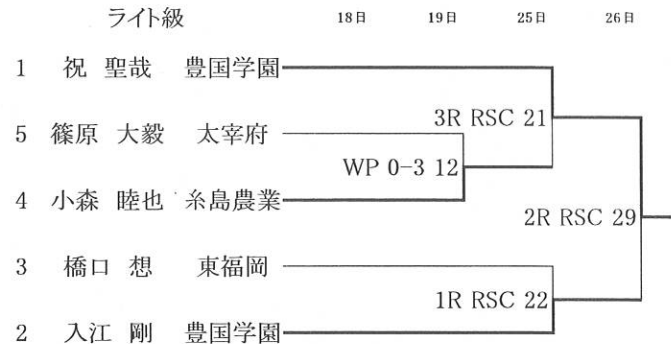 ライト級 18日 19日 25日 26日
1 祝 聖哉 豊国学園
3R RSC 21
5 篠原 大毅 太宰府
WP 0-3 12
4 小森 睦也 糸島農業
2R RSC 29
3 橋口 想 東福岡
1R RSC 22
2 入江 剛 豊国学園